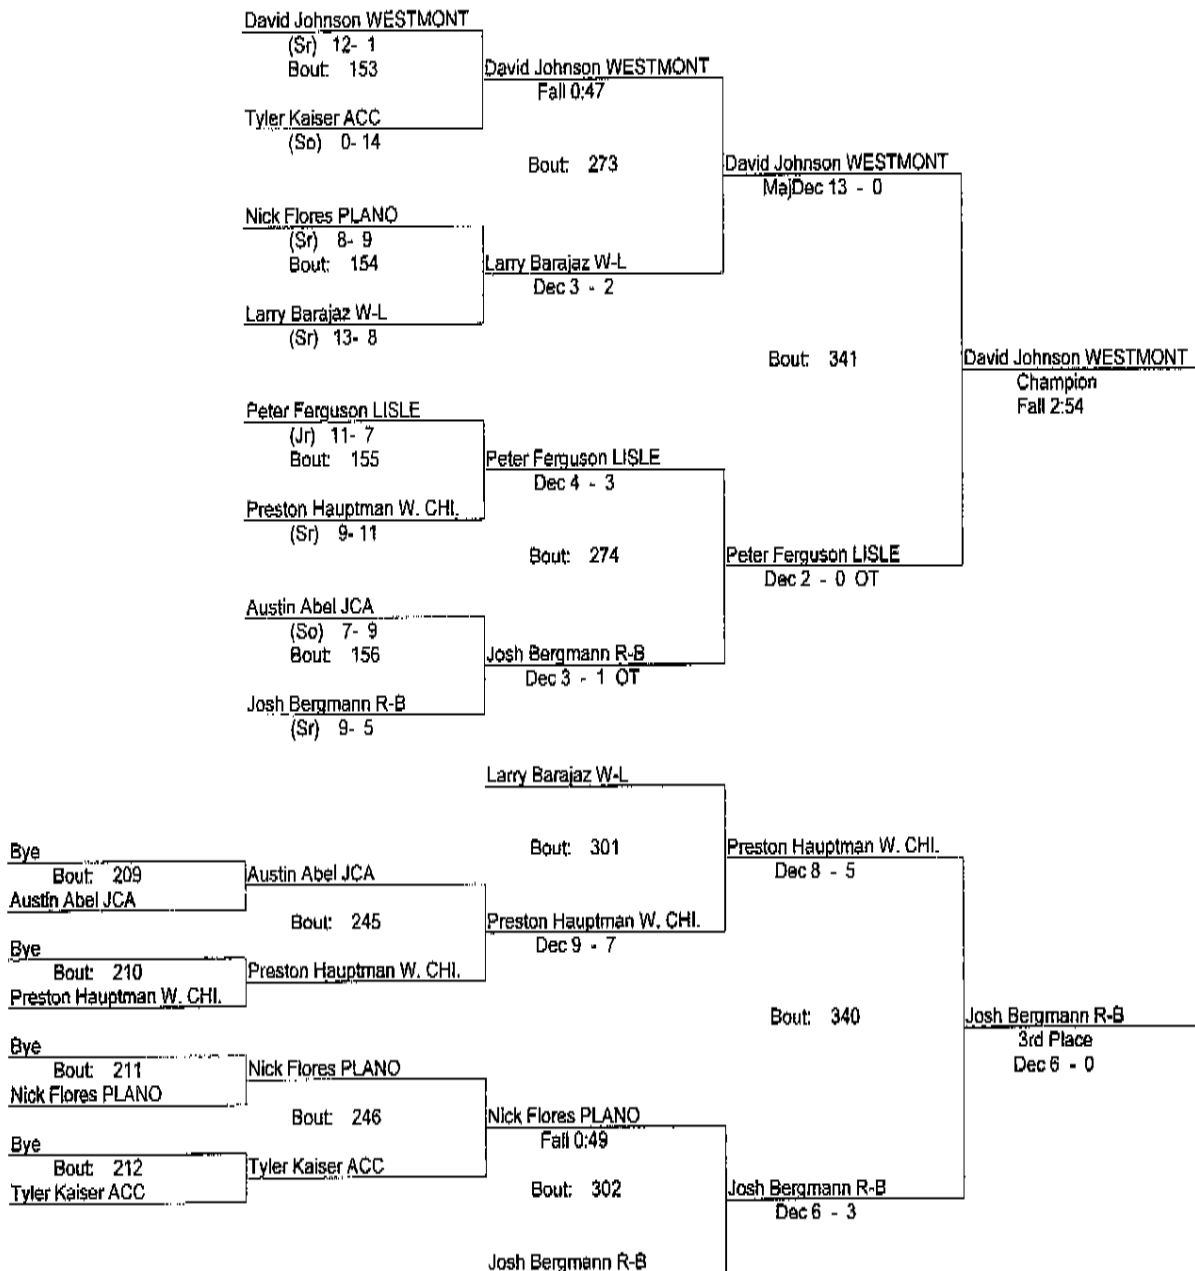 David Johnson WESTMONT
(Sr) 12- 1
Bout: 153
David Johnson WESTMONT
Fall 0:47
Tyler Kaiser ACC
(So) 0- 14
Bout: 273
David Johnson WESTMONT
MajDec 13 - 0
Nick Flores PLANO
(Sr) 8- 9
Bout: 154
Larry Barajaz W-L
Dec 3 - 2
Larry Barajaz W-L
(Sr) 13- 8
Bout: 341
David Johnson WESTMONT
Champion
Fall 2:54
Peter Ferguson LISLE
(Jr) 11- 7
Bout: 155
Peter Ferguson LISLE
Dec 4 - 3
Preston Hauptman W. CHI.
(Sr) 9- 11
Bout: 274
Peter Ferguson LISLE
Dec 2 - 0 OT
Austin Abel JCA
(So) 7- 9
Bout: 156
Josh Bergmann R-B
Dec 3 - 1 OT
Josh Bergmann R-B
(Sr) 9- 5
Larry Barajaz W-L
Bout: 301
Preston Hauptman W. CHI.
Dec 8 - 5
Bye
Bout: 209
Austin Abel JCA
Austin Abel JCA
Bout: 245
Preston Hauptman W. CHI.
Dec 9 - 7
Bye
Bout: 210
Preston Hauptman W. CHI.
Preston Hauptman W. CHI.
Bout: 340
Josh Bergmann R-B
3rd Place
Dec 6 - 0
Bye
Bout: 211
Nick Flores PLANO
Nick Flores PLANO
Bout: 246
Nick Flores PLANO
Fall 0:49
Bye
Bout: 212
Tyler Kaiser ACC
Tyler Kaiser ACC
Bout: 302
Josh Bergmann R-B
Dec 6 - 3
Josh Bergmann R-B